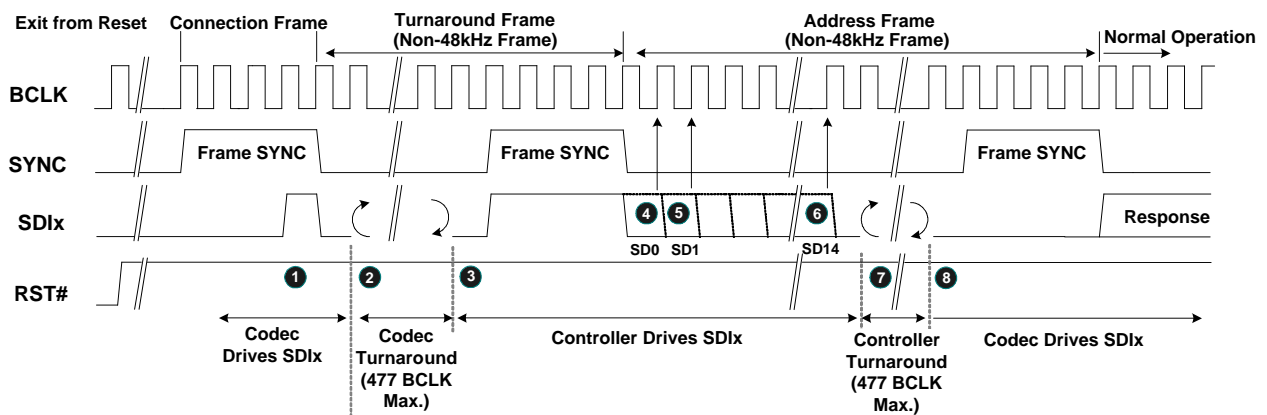 Exit from Reset
Connection Frame
Turnaround Frame
(Non-48kHz Frame)
Address Frame
(Non-48kHz Frame)
Normal Operation
BCLK
SYNC
Frame SYNC
Frame SYNC
Frame SYNC
SDIx
4
5
6
Response
SD0
SD1
SD14
RST#
1
2
3
7
8
Codec
Drives SDIx
Codec
Turnaround
(477 BCLK
Max.)
Controller Drives SDIx
Controller
Turnaround
(477 BCLK
Max.)
Codec Drives SDIx